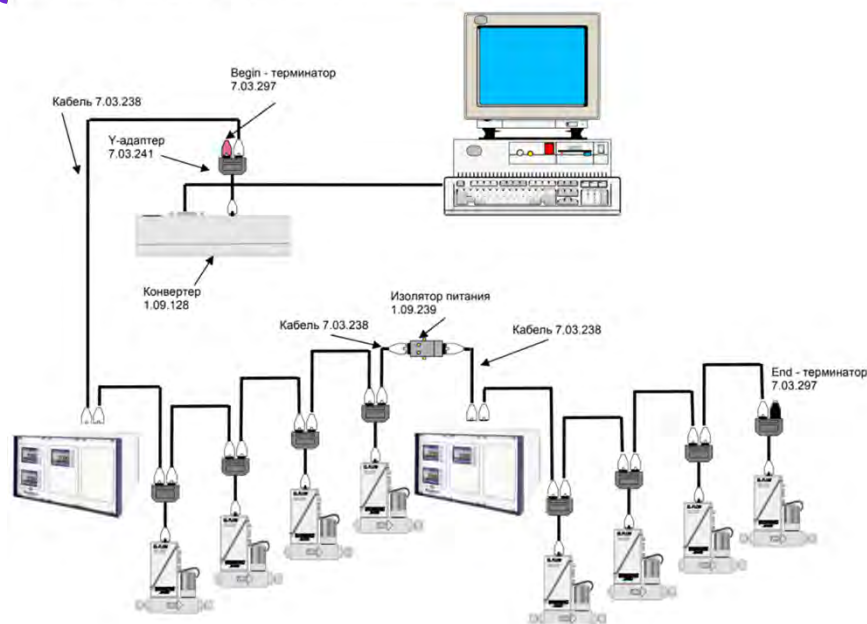 Begin - терминатор
7.03.297
Кабель 7.03.238
Y-адаптер
7.03.241
Конвертер
1.09.128
Изолятор питания
1.09.239
Кабель 7.03.238
Кабель 7.03.238
End - терминатор
7.03.297